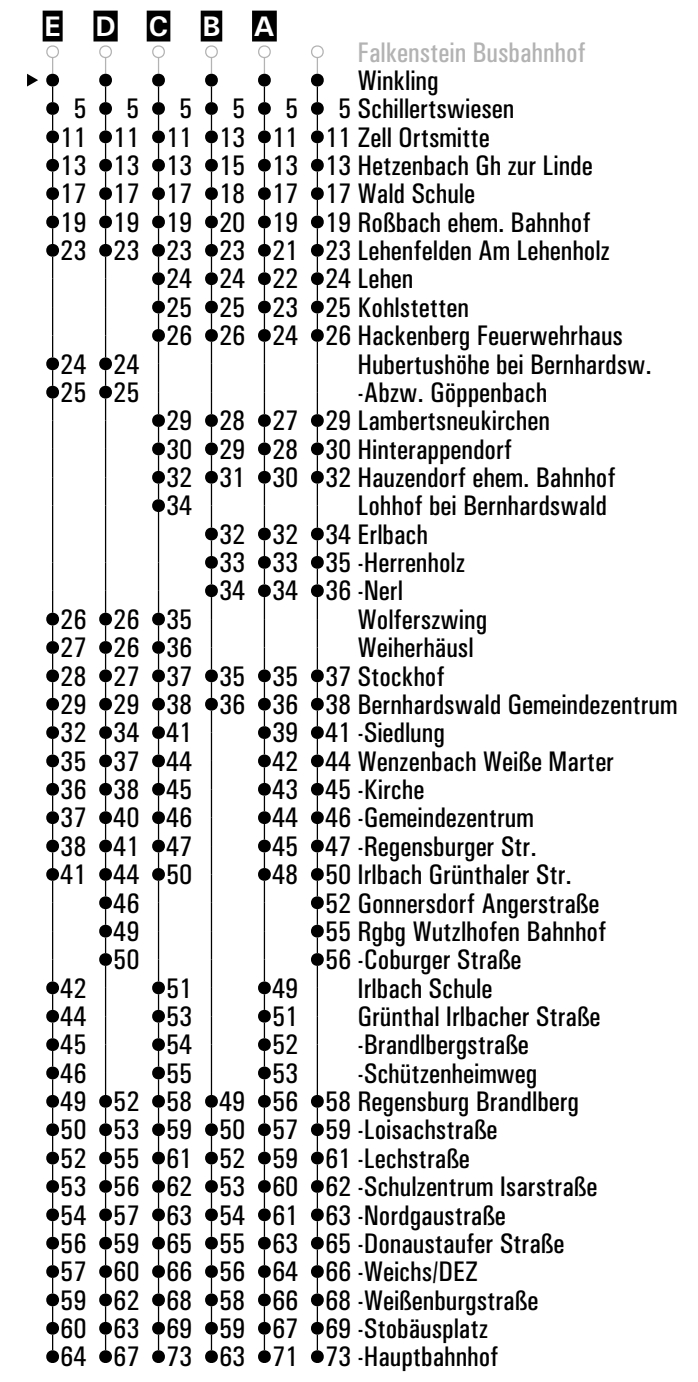 E D C B A
Falkenstein Busbahnhof
Winkling
5 5 5 5 5 5 Schillertswiesen
11 11 11 13 11 11 Zell Ortsmitte
13 13 13 15 13 13 Hetzenbach Gh zur Linde
17 17 17 18 17 17 Wald Schule
19 19 19 20 19 19 Roßbach ehem. Bahnhof
23 23 23 23 21 23 Lehenfelden Am Lehenholz
24 24 22 24 Lehen
25 25 23 25 Kohlstetten
26 26 24 26 Hackenberg Feuerwehrhaus
24 24 Hubertushöhe bei Bernhardsw.
25 25 -Abzw. Göppenbach
29 28 27 29 Lambertsneukirchen
30 29 28 30 Hinterappendorf
32 31 30 32 Hauzendorf ehem. Bahnhof
34 Lohhof bei Bernhardswald
32 32 34 Erlbach
33 33 35 -Herrenholz
34 34 36 -Nerl
26 26 35 Wolferszwing
27 26 36 Weiherhäusl
28 27 37 35 35 37 Stockhof
29 29 38 36 36 38 Bernhardswald Gemeindezentrum
32 34 41 39 41 -Siedlung
35 37 44 42 44 Wenzenbach Weiße Marter
36 38 45 43 45 -Kirche
37 40 46 44 46 -Gemeindezentrum
38 41 47 45 47 -Regensburger Str.
41 44 50 48 50 Irlbach Grünthaler Str.
46 52 Gonnersdorf Angerstraße
49 55 Rgbg Wutzlhofen Bahnhof
50 56 -Coburger Straße
42 51 49 Irlbach Schule
44 53 51 Grünthal Irlbacher Straße
45 54 52 -Brandlbergstraße
46 55 53 -Schützenheimweg
49 52 58 49 56 58 Regensburg Brandlberg
50 53 59 50 57 59 -Loisachstraße
52 55 61 52 59 61 -Lechstraße
53 56 62 53 60 62 -Schulzentrum Isarstraße
54 57 63 54 61 63 -Nordgaustraße
56 59 65 55 63 65 -Donaustaufer Straße
57 60 66 56 64 66 -Weichs/DEZ
59 62 68 58 66 68 -Weißenburgstraße
60 63 69 59 67 69 -Stobäusplatz
64 67 73 63 71 73 -Hauptbahnhof